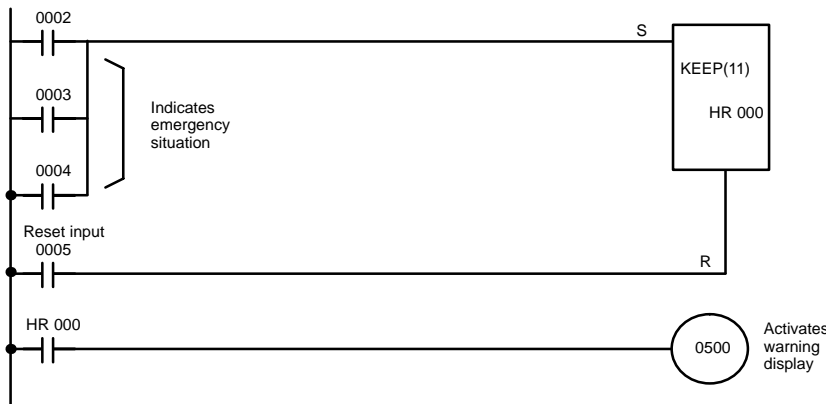 0002
S
KEEP(11)
0003
HR 000
Indicates
emergency
situation
0004
Reset input
0005
R
HR 000
0500
Activates
warning
display